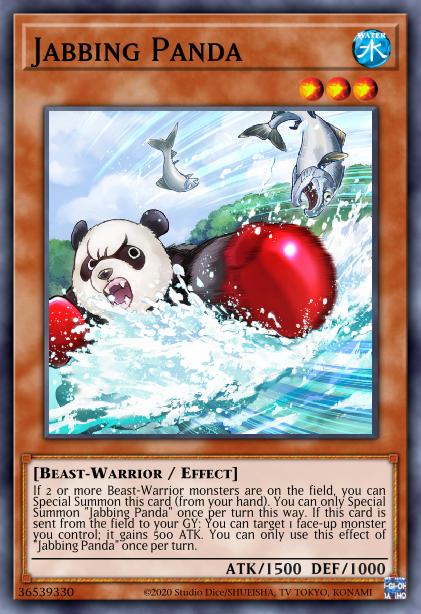 JABBING PANDA
WATER
水
[BEAST-WARRIOR / EFFECT]
If 2 or more Beast-Warrior monsters are on the field, you can
Special Summon this card (from your hand). You can only Special
Summon "Jabbing Panda" once per turn this way. If this card is
sent from the field to your GY: You can target 1 face-up monster
you control; it gains 500 ATK. You can only use this effect of
"Jabbing Panda" once per turn.
ATK/1500 DEF/1000
36539330
©2020 Studio Dice/SHUEISHA, TV TOKYO, KONAMI